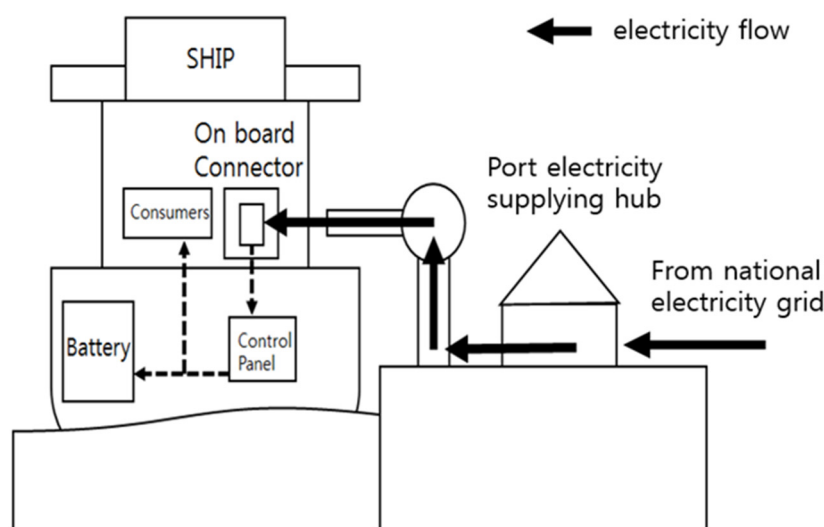 electricity flow
SHIP
On board
Connector
Port electricity
supplying hub
Consumers
From national
electricity grid
Battery
Control
Panel